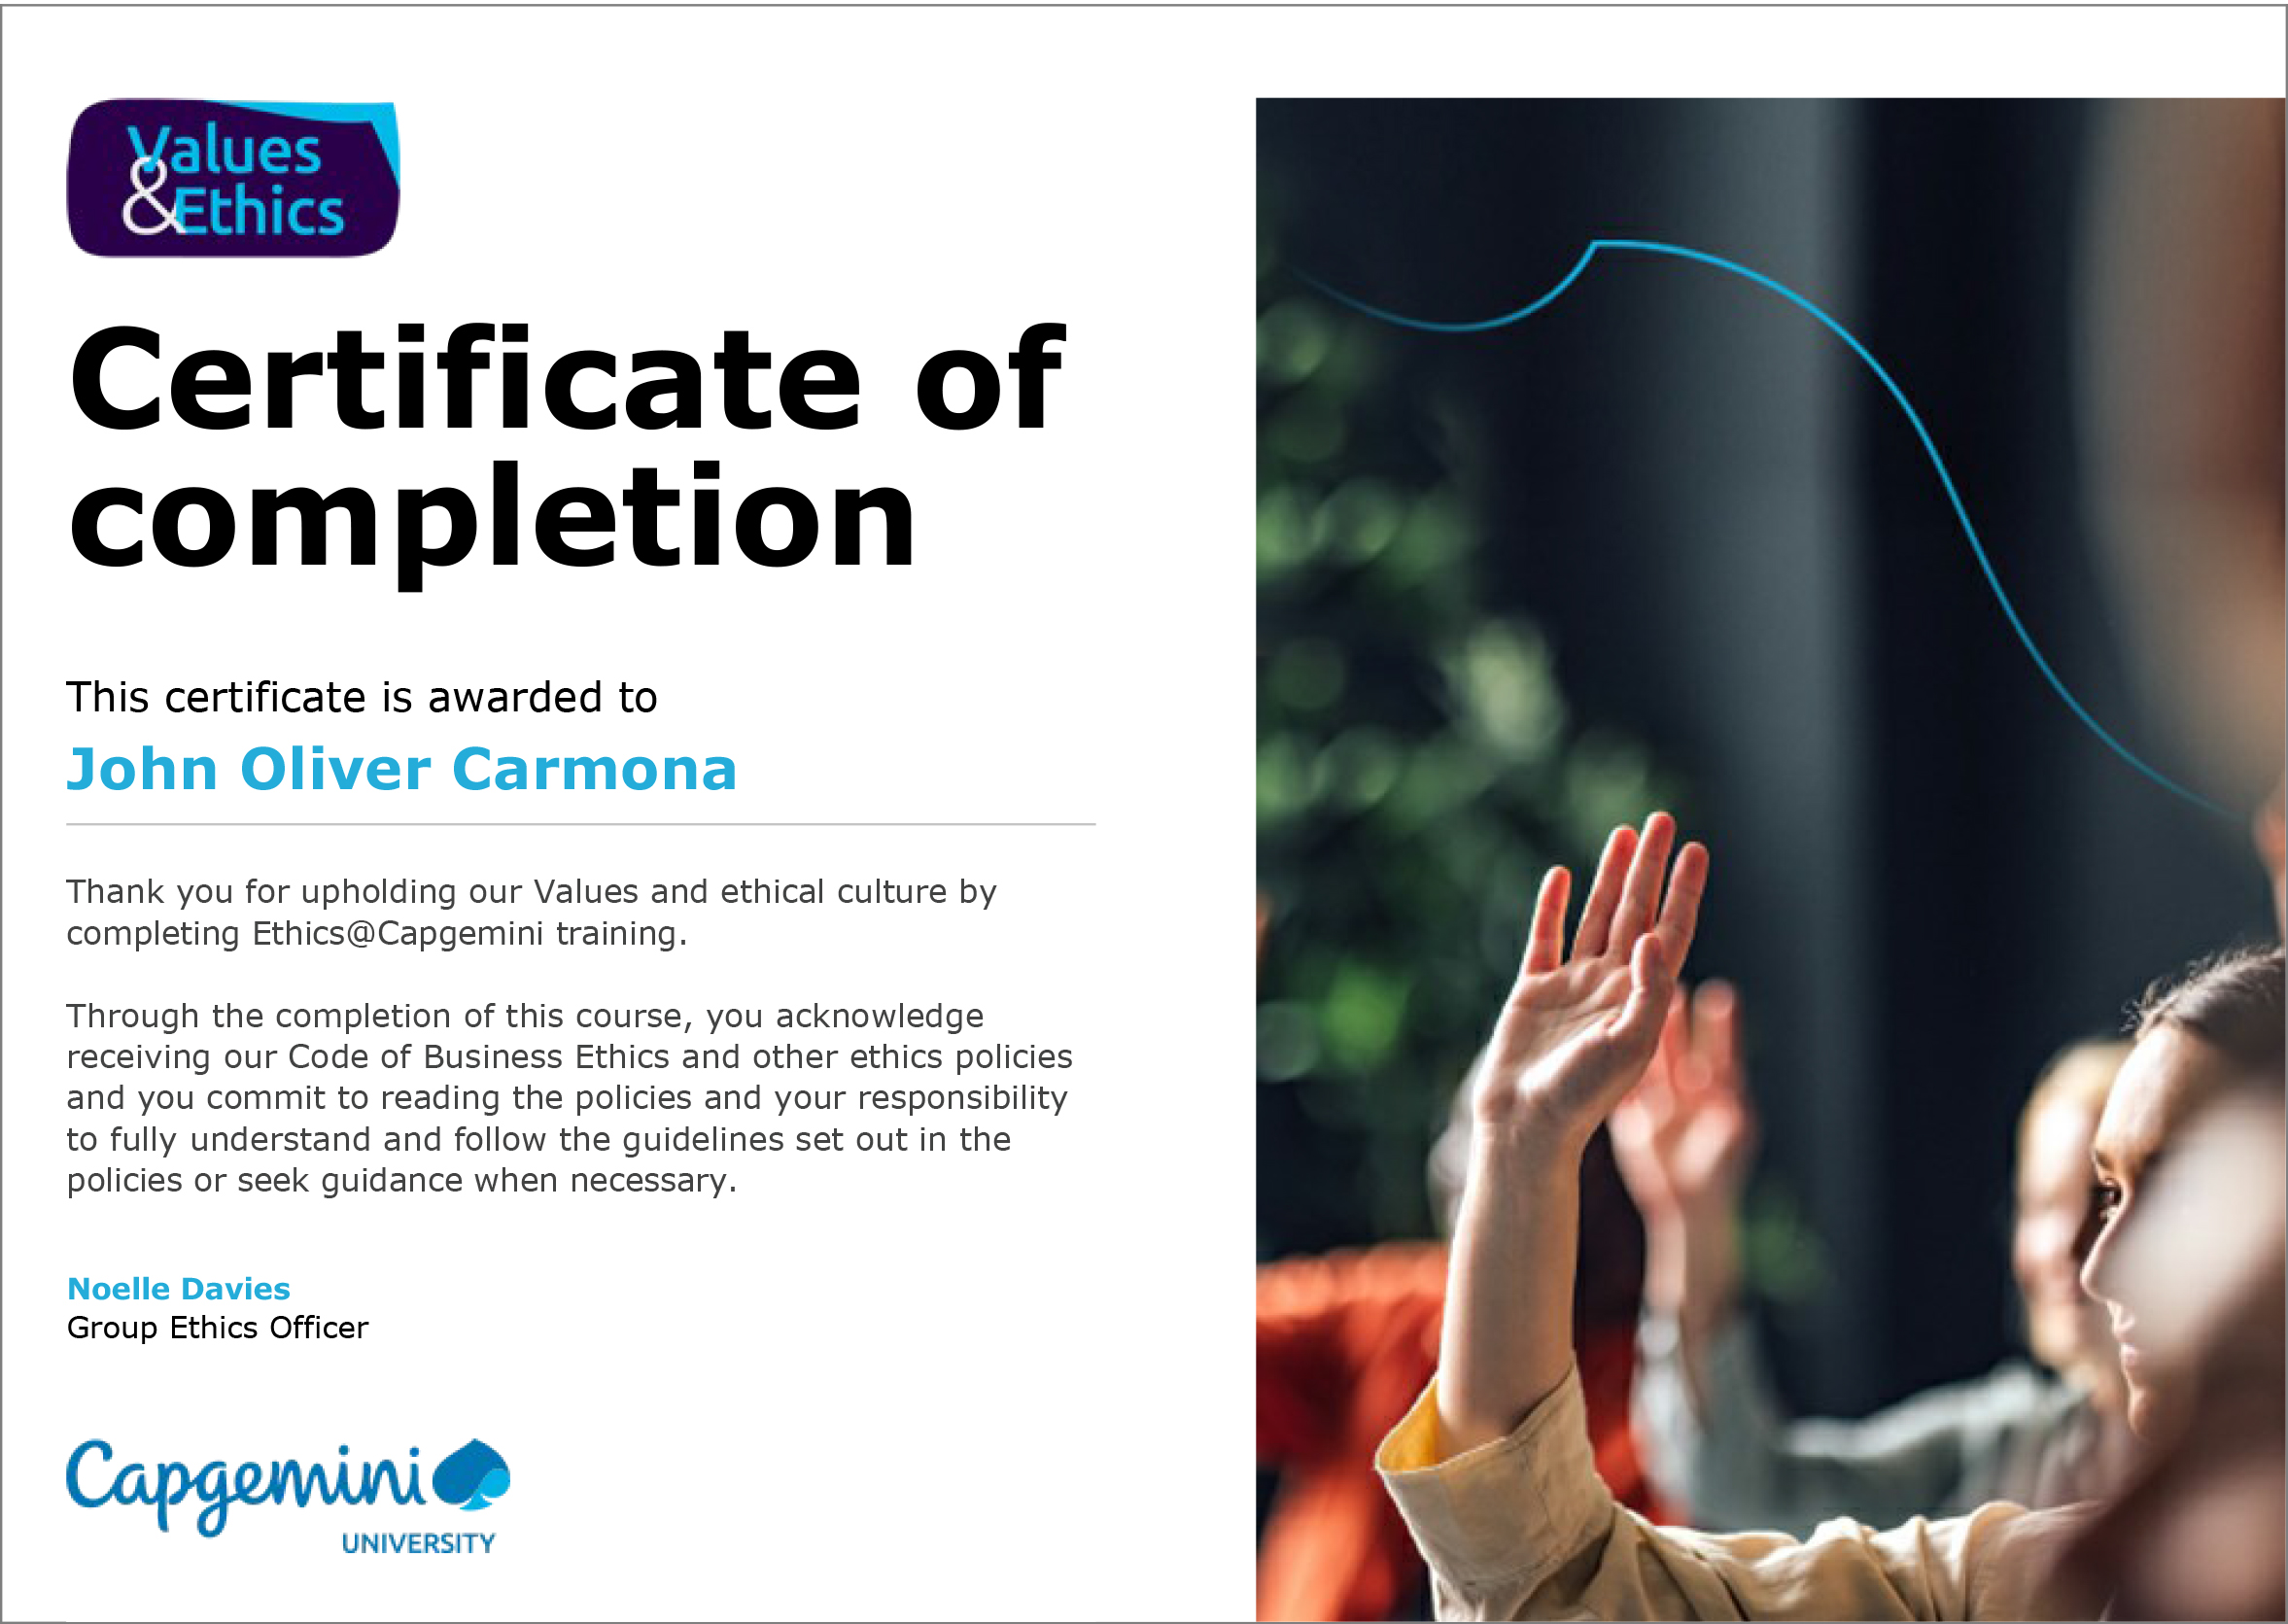 Values
&Ethics
Certificate of
completion
This certificate is awarded to
John Oliver Carmona
Thank you for upholding our Values and ethical culture by
completing Ethics@Capgemini training.
Through the completion of this course, you acknowledge
receiving our Code of Business Ethics and other ethics policies
and you commit to reading the policies and your responsibility
to fully understand and follow the guidelines set out in the
policies or seek guidance when necessary.
Noelle Davies
Group Ethics Officer
Capgemini
UNIVERSITY